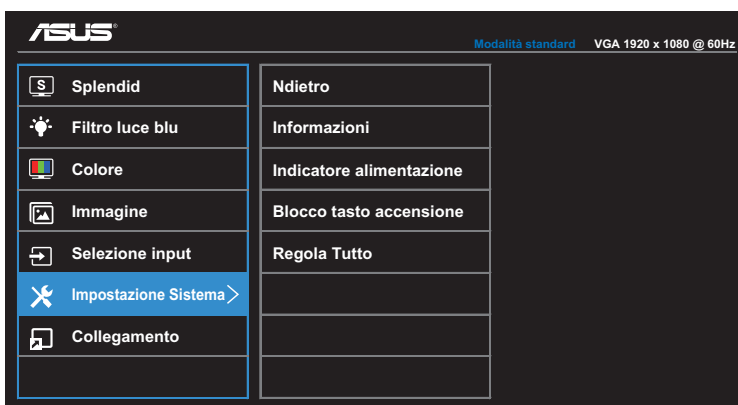 ASUS
Modalità standard VGA 1920 x 1080 @ 60Hz
S Splendid
Filtro luce blu
Colore
Immagine
Selezione input
Impostazione Sistema
Collegamento
Ndietro
Informazioni
Indicatore alimentazione
Blocco tasto accensione
Regola Tutto